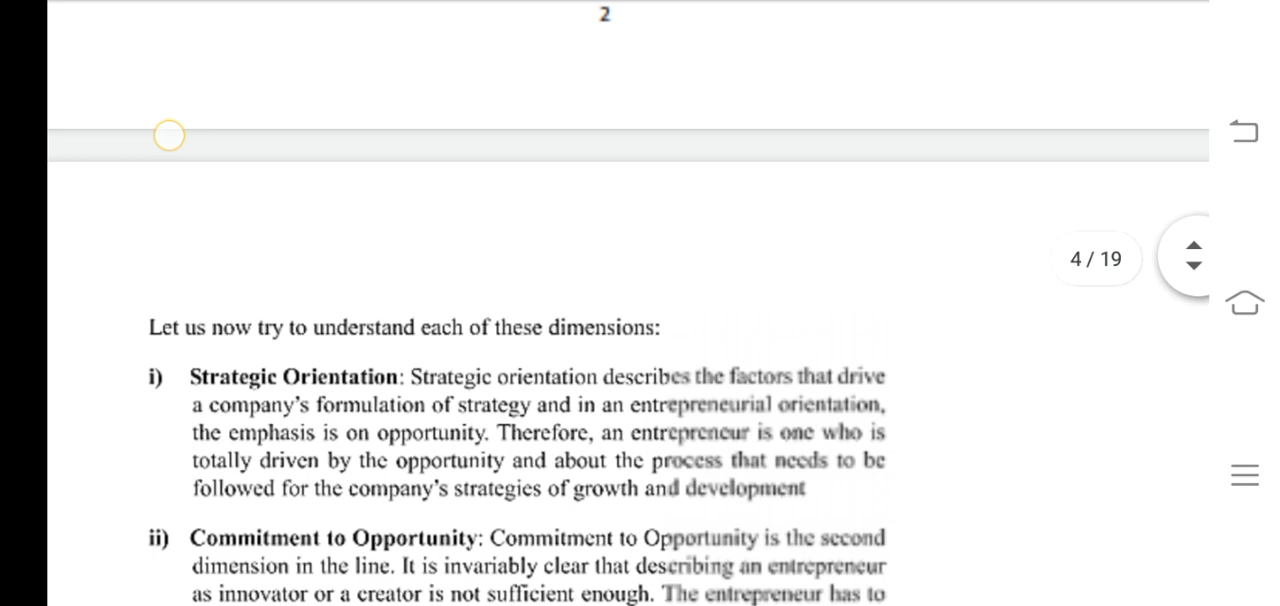 2
4 / 19
Let us now try to understand each of these dimensions:
i) Strategic Orientation: Strategic orientation describes the factors that drive
a company's formulation of strategy and in an entrepreneurial orientation,
the emphasis is on opportunity. Therefore, an entrepreneur is one who is
totally driven by the opportunity and about the process that needs to be
followed for the company's strategies of growth and development
ii) Commitment to Opportunity: Commitment to Opportunity is the second
dimension in the line. It is invariably clear that describing an entrepreneur
as innovator or a creator is not sufficient enough. The entrepreneur has to